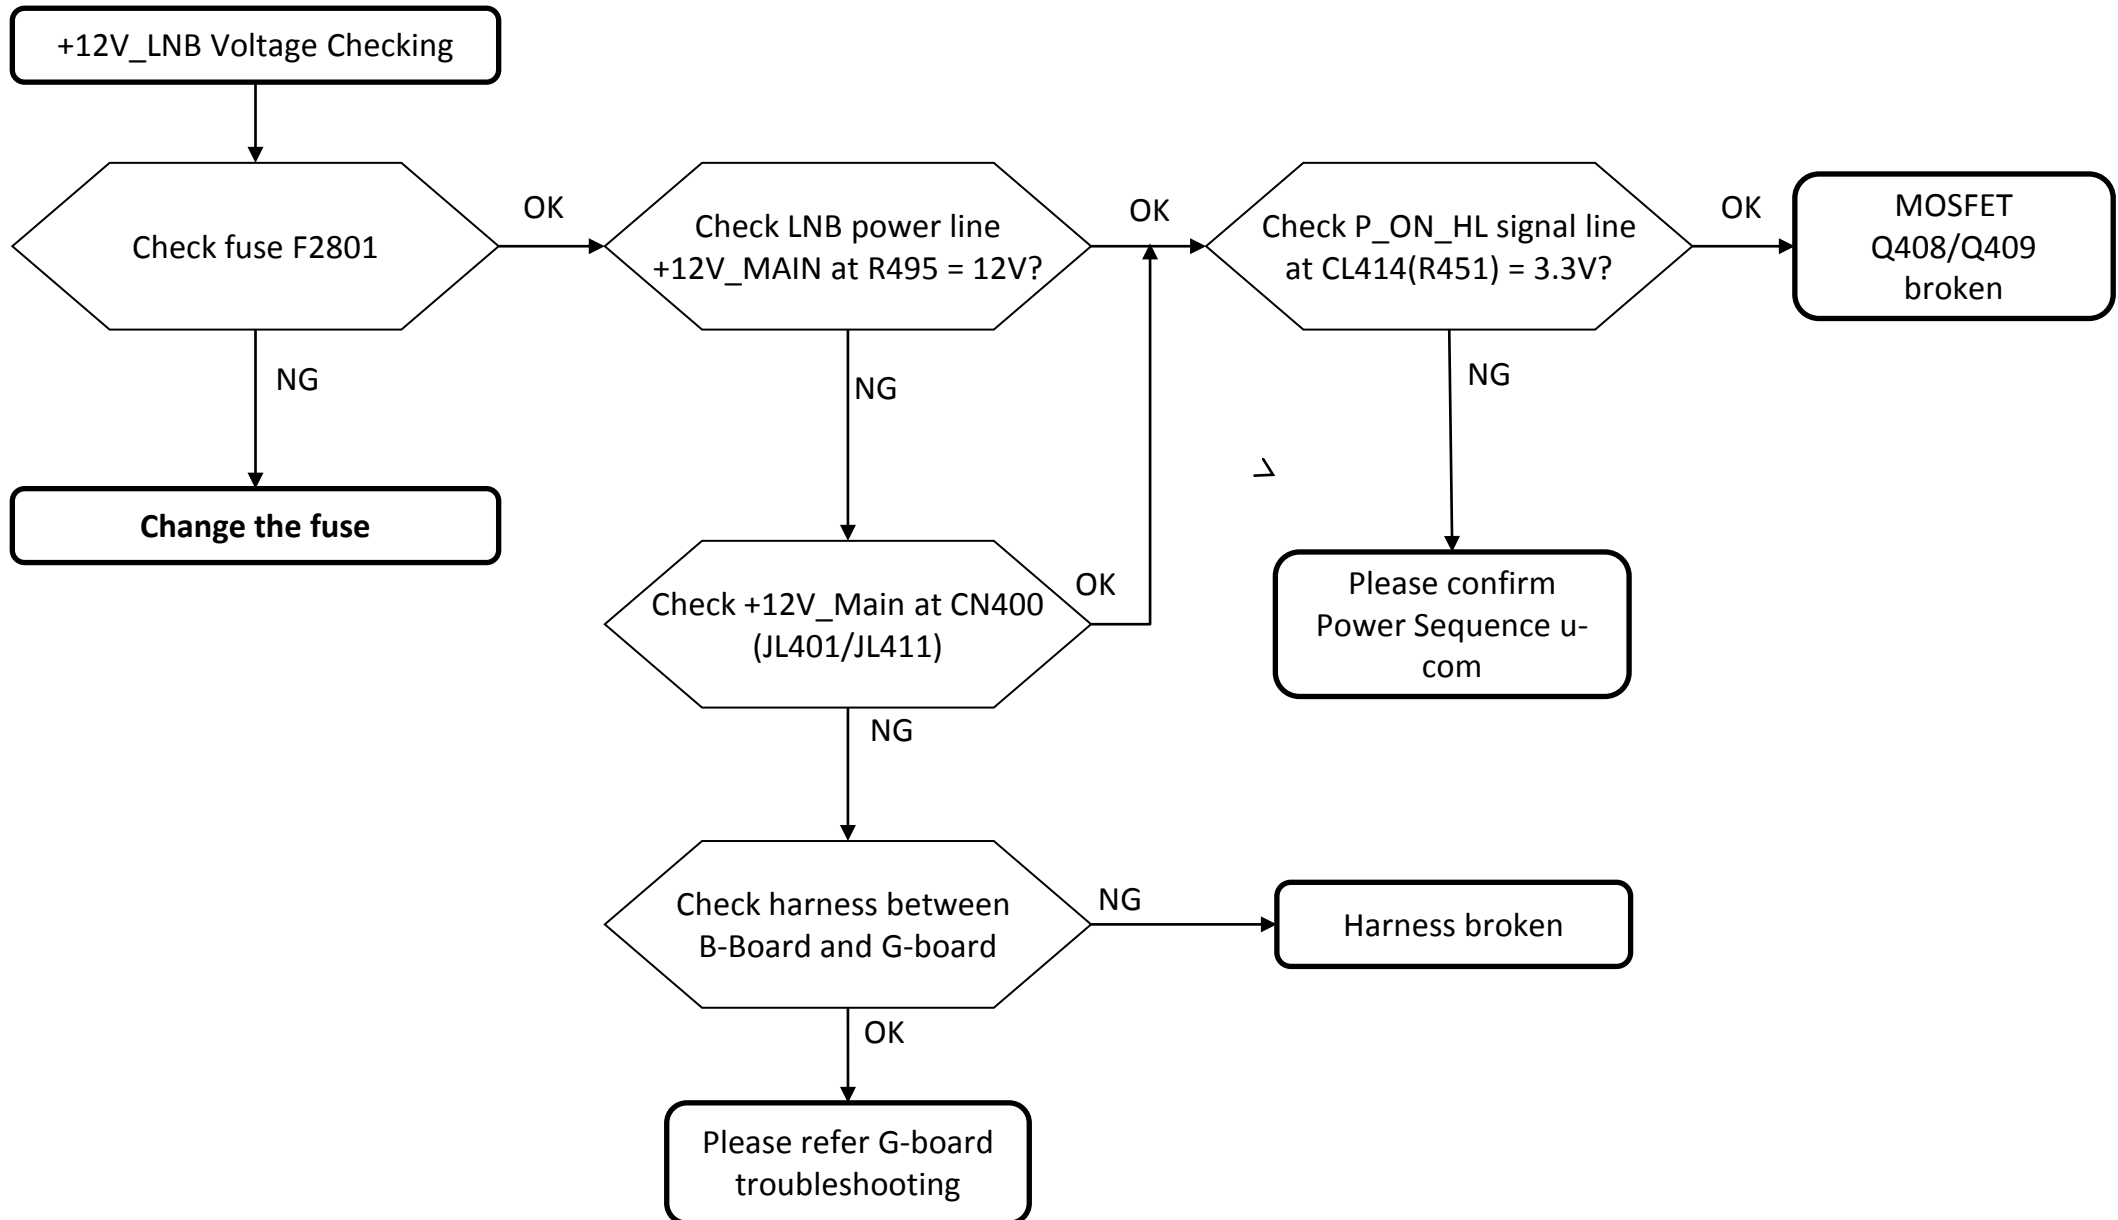 +12V_LNB Voltage Checking
Check fuse F2801
OK
Check LNB power line
+12V_MAIN at R495 = 12V?
OK
Check P_ON_HL signal line
at CL414(R451) = 3.3V?
OK
MOSFET
Q408/Q409
broken
NG
NG
NG
Change the fuse
Check +12V_Main at CN400
(JL401/JL411)
OK
Please confirm
Power Sequence u-
com
NG
Check harness between
B-Board and G-board
NG
Harness broken
OK
Please refer G-board
troubleshooting